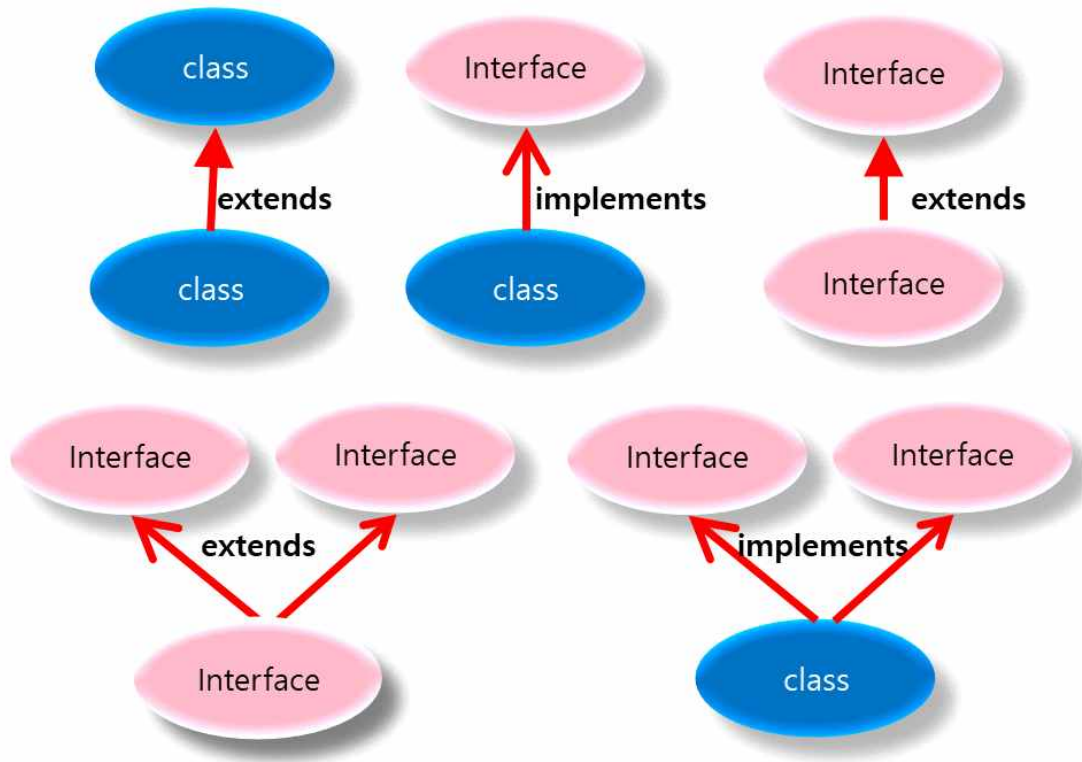 class
Interface
Interface
extends
implements
extends
class
class
Interface
Interface
Interface
Interface
Interface
extends
implements
Interface
class